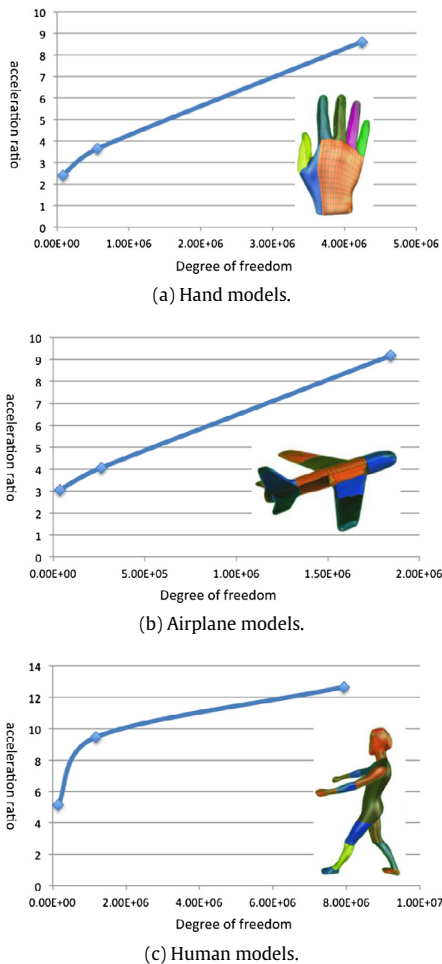 10
9
8
7
6
5
4
3
2
1
0
acceleration ratio
0.00E+00 1.00E+06 2.00E+06 3.00E+06 4.00E+06 5.00E+06
Degree of freedom
(a) Hand models.
10
9
8
7
6
5
4
3
2
1
0
acceleration ratio
0.00E+00 5.00E+05 1.00E+06 1.50E+06 2.00E+06
Degree of freedom
(b) Airplane models.
14
12
10
8
6
4
2
0
acceleration ratio
0.00E+00 2.00E+06 4.00E+06 6.00E+06 8.00E+06 1.00E+07
Degree of freedom
(c) Human models.